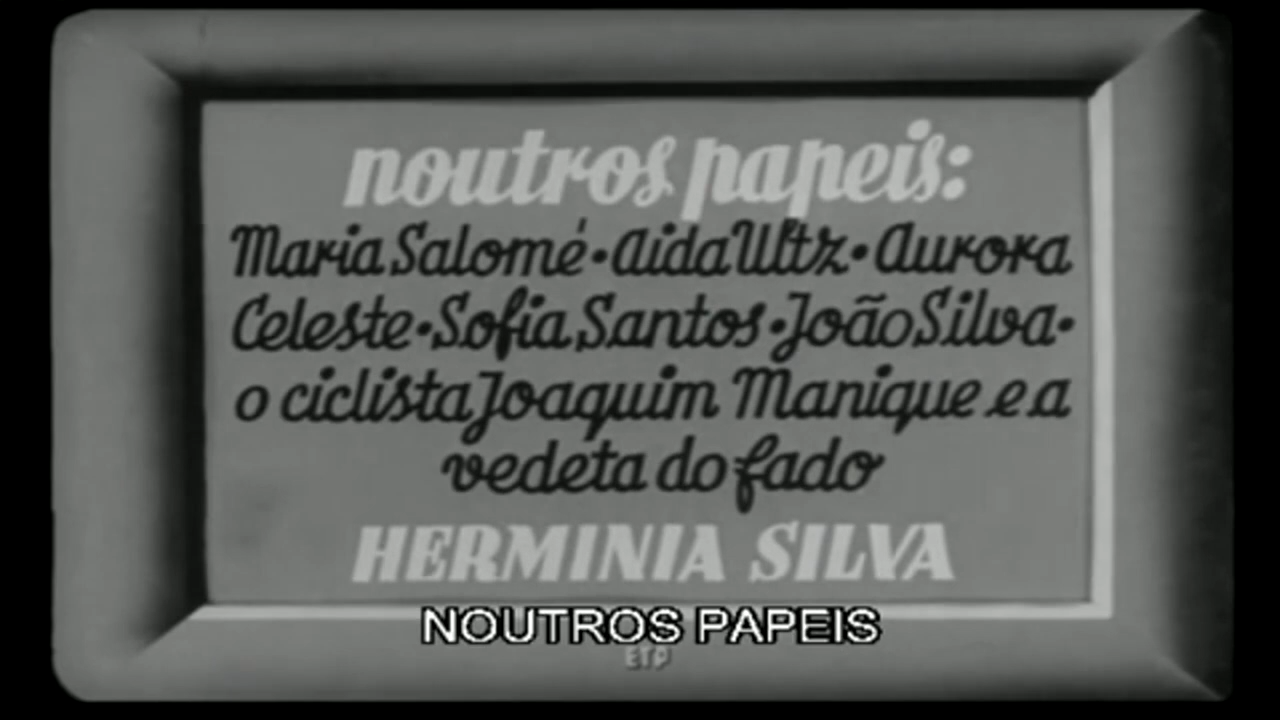 noutros papeis:
Maria Salomé · Aida Ultz · Aurora
Celeste · Sofia Santos · João Silva ·
o ciclista Joaquim Manique e a
vedeta do fado
HERMINIA SILVA
NOUTROS PAPEIS
ETP